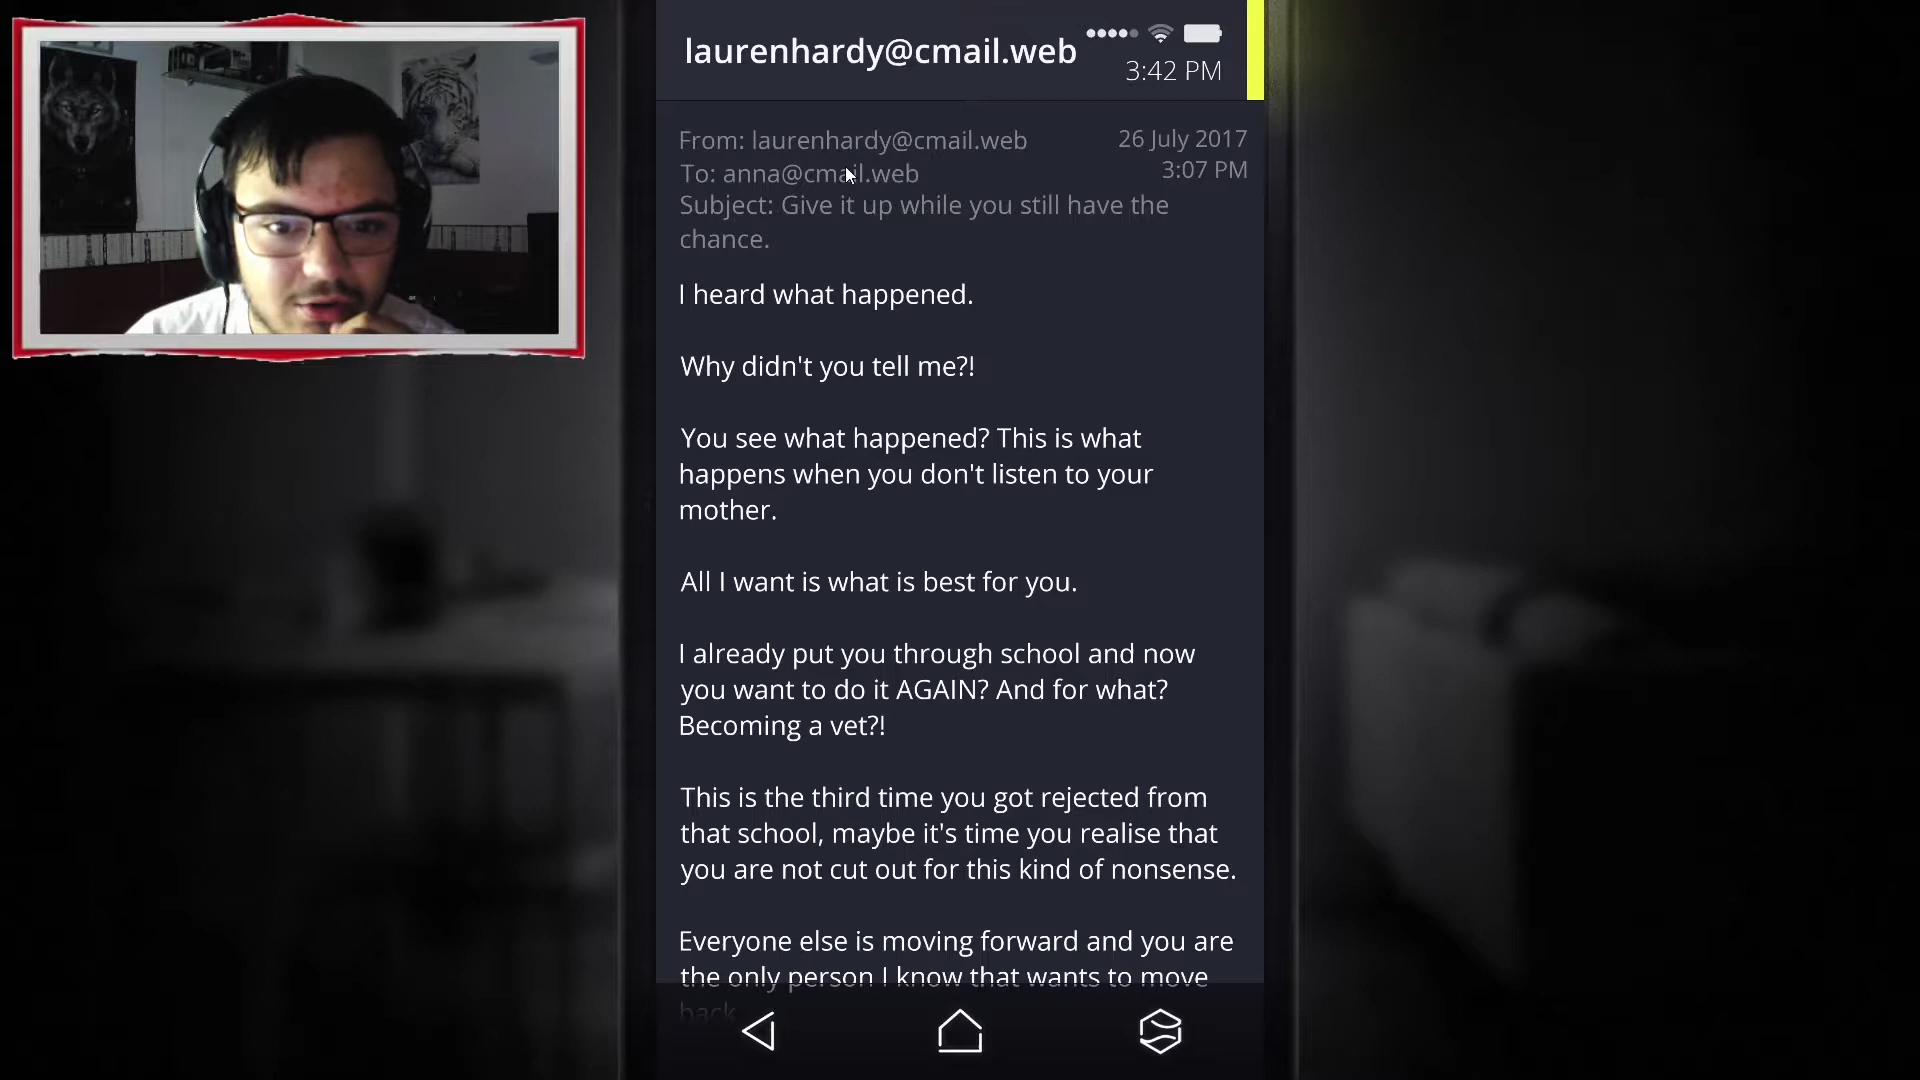 laurenhardy@cmail.web
3:42 PM
From: laurenhardy@cmail.web
26 July 2017
To: anna@cmail.web
3:07 PM
Subject: Give it up while you still have the
chance.
I heard what happened.
Why didn't you tell me?!
You see what happened? This is what
happens when you don't listen to your
mother.
All I want is what is best for you.
I already put you through school and now
you want to do it AGAIN? And for what?
Becoming a vet?!
This is the third time you got rejected from
that school, maybe it's time you realise that
you are not cut out for this kind of nonsense.
Everyone else is moving forward and you are
the only person I know that wants to move
back